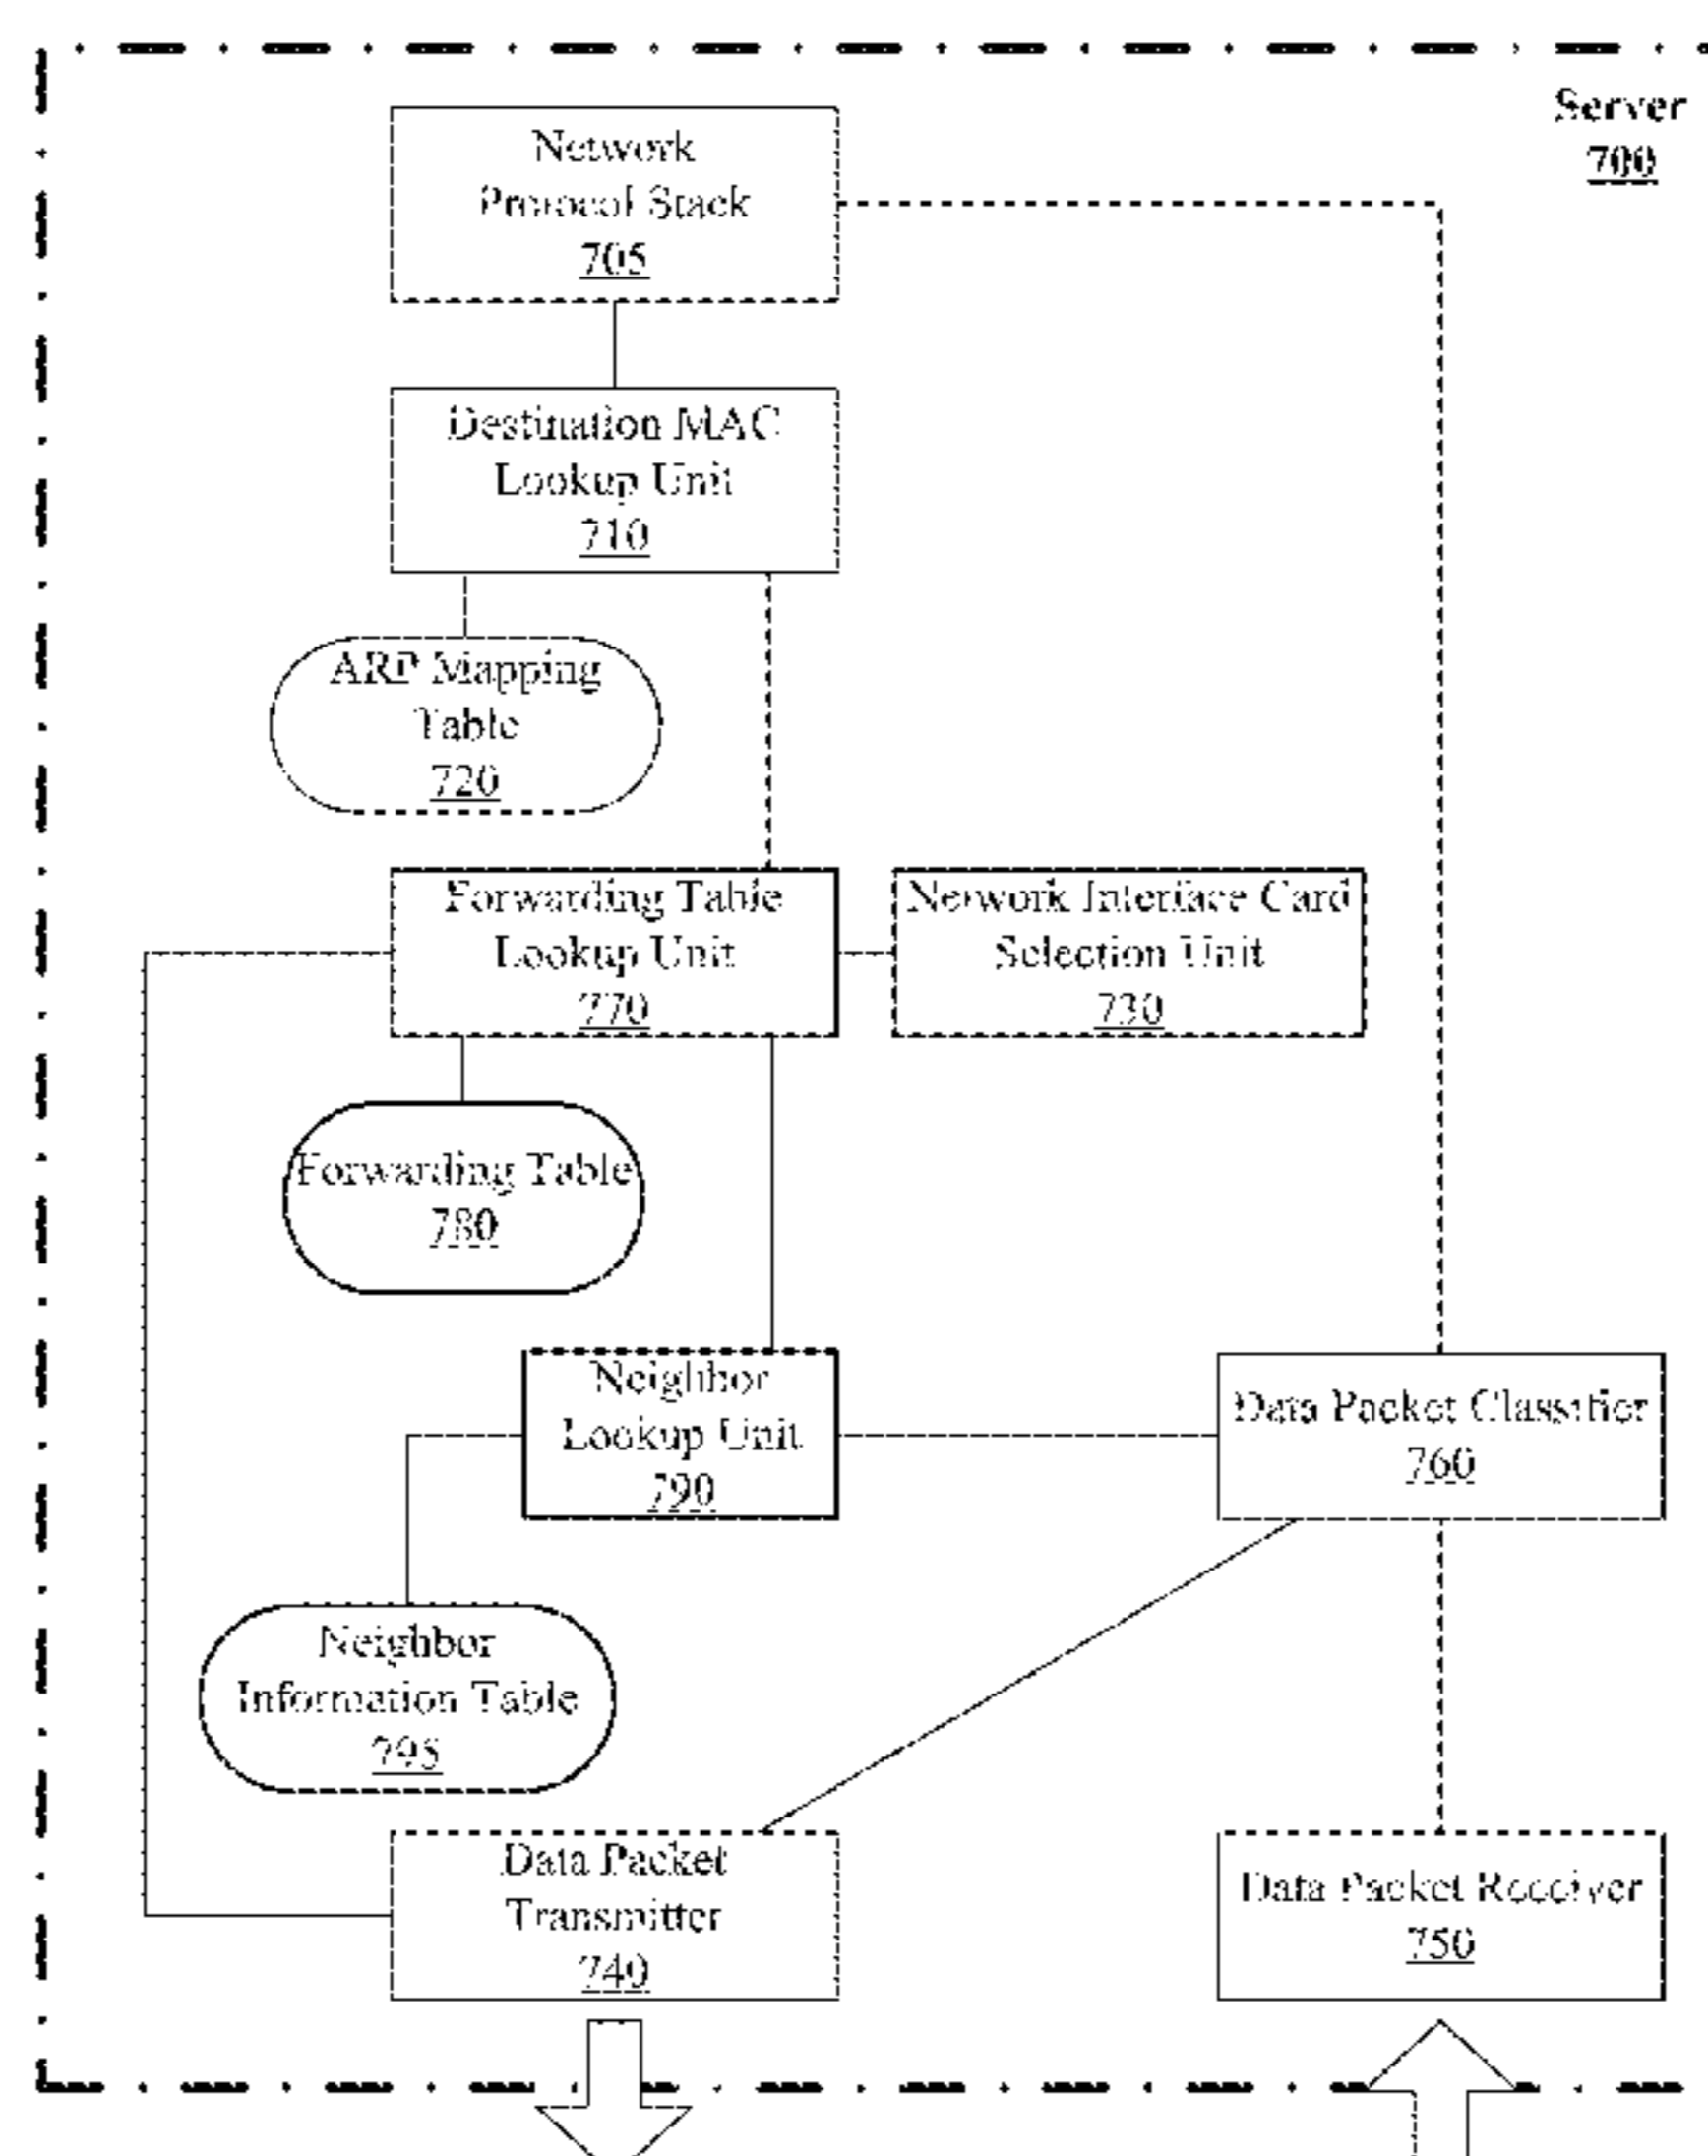 Server
700
Network
Protocol Stack
705
Destination MAC
Lookup Unit
710
ARP Mapping
Table
720
Forwarding Table
Lookup Unit
770
Network Interface Card
Selection Unit
730
Forwarding Table
780
Neighbor
Lookup Unit
790
Data Packet Classifier
760
Neighbor
Information Table
795
Data Packet
Transmitter
740
Data Packet Receiver
750